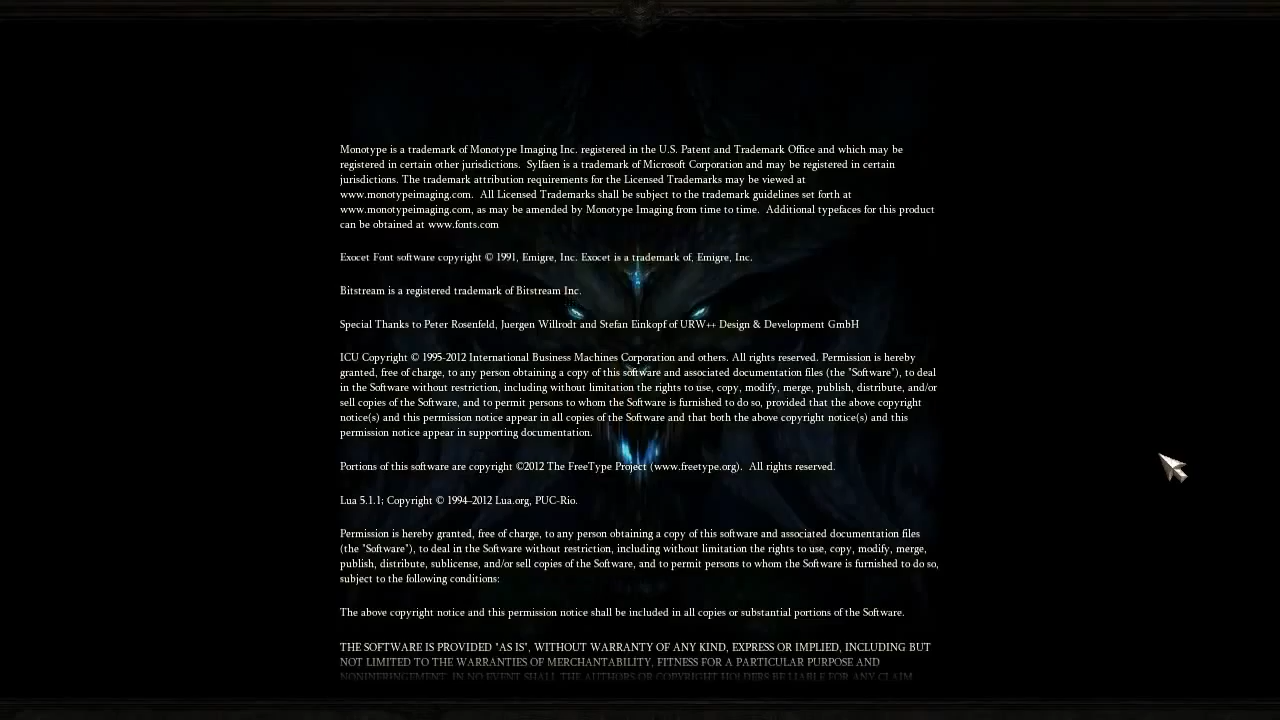 Monotype is a trademark of Monotype Imaging Inc. registered in the U.S. Patent and Trademark Office and which may be
registered in certain other jurisdictions.  Sylfaen is a trademark of Microsoft Corporation and may be registered in certain
jurisdictions. The trademark attribution requirements for the Licensed Trademarks may be viewed at
www.monotypeimaging.com.  All Licensed Trademarks shall be subject to the trademark guidelines set forth at
www.monotypeimaging.com, as may be amended by Monotype Imaging from time to time.  Additional typefaces for this product
can be obtained at www.fonts.com
Exocet Font software copyright © 1991, Emigre, Inc. Exocet is a trademark of, Emigre, Inc.
Bitstream is a registered trademark of Bitstream Inc.
Special Thanks to Peter Rosenfeld, Juergen Willrodt and Stefan Einkopf of URW++ Design & Development GmbH
ICU Copyright © 1995-2012 International Business Machines Corporation and others. All rights reserved. Permission is hereby
granted, free of charge, to any person obtaining a copy of this software and associated documentation files (the "Software"), to deal
in the Software without restriction, including without limitation the rights to use, copy, modify, merge, publish, distribute, and/or
sell copies of the Software, and to permit persons to whom the Software is furnished to do so, provided that the above copyright
notice(s) and this permission notice appear in all copies of the Software and that both the above copyright notice(s) and this
permission notice appear in supporting documentation.
Portions of this software are copyright ©2012 The FreeType Project (www.freetype.org).  All rights reserved.
Lua 5.1.1; Copyright © 1994-2012 Lua.org, PUC-Rio.
Permission is hereby granted, free of charge, to any person obtaining a copy of this software and associated documentation files
(the "Software"), to deal in the Software without restriction, including without limitation the rights to use, copy, modify, merge,
publish, distribute, sublicense, and/or sell copies of the Software, and to permit persons to whom the Software is furnished to do so,
subject to the following conditions:
The above copyright notice and this permission notice shall be included in all copies or substantial portions of the Software.
THE SOFTWARE IS PROVIDED "AS IS", WITHOUT WARRANTY OF ANY KIND, EXPRESS OR IMPLIED, INCLUDING BUT
NOT LIMITED TO THE WARRANTIES OF MERCHANTABILITY, FITNESS FOR A PARTICULAR PURPOSE AND
NONINFRINGEMENT. IN NO EVENT SHALL THE AUTHORS OR COPYRIGHT HOLDERS BE LIABLE FOR ANY CLAIM